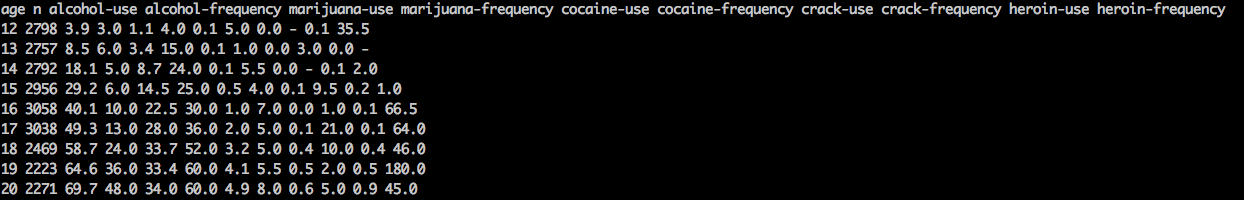 age n alcohol-use alcohol-frequency marijuana-use marijuana-frequency cocaine-use cocaine-frequency crack-use crack-frequency heroin-use heroin-frequency
12 2798 3.9 3.0 1.1 4.0 0.1 5.0 0.0 - 0.1 35.5
13 2757 8.5 6.0 3.4 15.0 0.1 1.0 0.0 3.0 0.0 -
14 2792 18.1 5.0 8.7 24.0 0.1 5.5 0.0 - 0.1 2.0
15 2956 29.2 6.0 14.5 25.0 0.5 4.0 0.1 9.5 0.2 1.0
16 3058 40.1 10.0 22.5 30.0 1.0 7.0 0.0 1.0 0.1 66.5
17 3038 49.3 13.0 28.0 36.0 2.0 5.0 0.1 21.0 0.1 64.0
18 2469 58.7 24.0 33.7 52.0 3.2 5.0 0.4 10.0 0.4 46.0
19 2223 64.6 36.0 33.4 60.0 4.1 5.5 0.5 2.0 0.5 180.0
20 2271 69.7 48.0 34.0 60.0 4.9 8.0 0.6 5.0 0.9 45.0